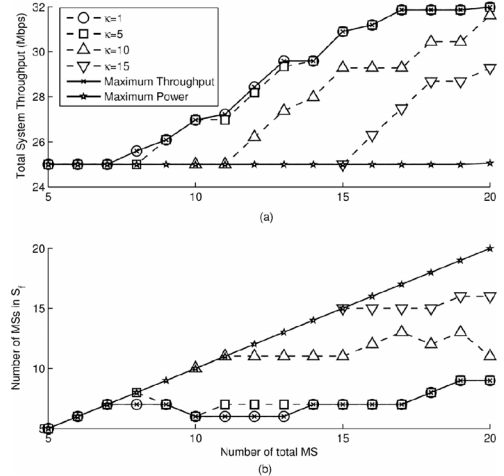 32
30
28
26
24
Total System Throughput (Mbps)
κ=1
κ=5
κ=10
κ=15
Maximum Throughput
Maximum Power
5
10
15
20
(a)
20
15
10
5
Number of MSs in Sf
5
10
15
20
Number of total MS
(b)